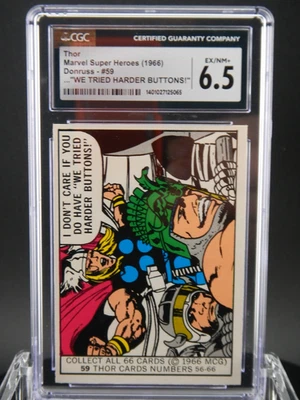 CGC
CERTIFIED GUARANTY COMPANY
Thor
Marvel Super Heroes (1966)
Donruss - #59
..."WE TRIED HARDER BUTTONS!"
EX/NM+
6.5
1401027125065
I DON'T CARE IF YOU
DO HAVE "WE TRIED
HARDER BUTTONS!"
COLLECT ALL 66 CARDS © 1966 MCG
59 THOR CARDS NUMBERS 56-66